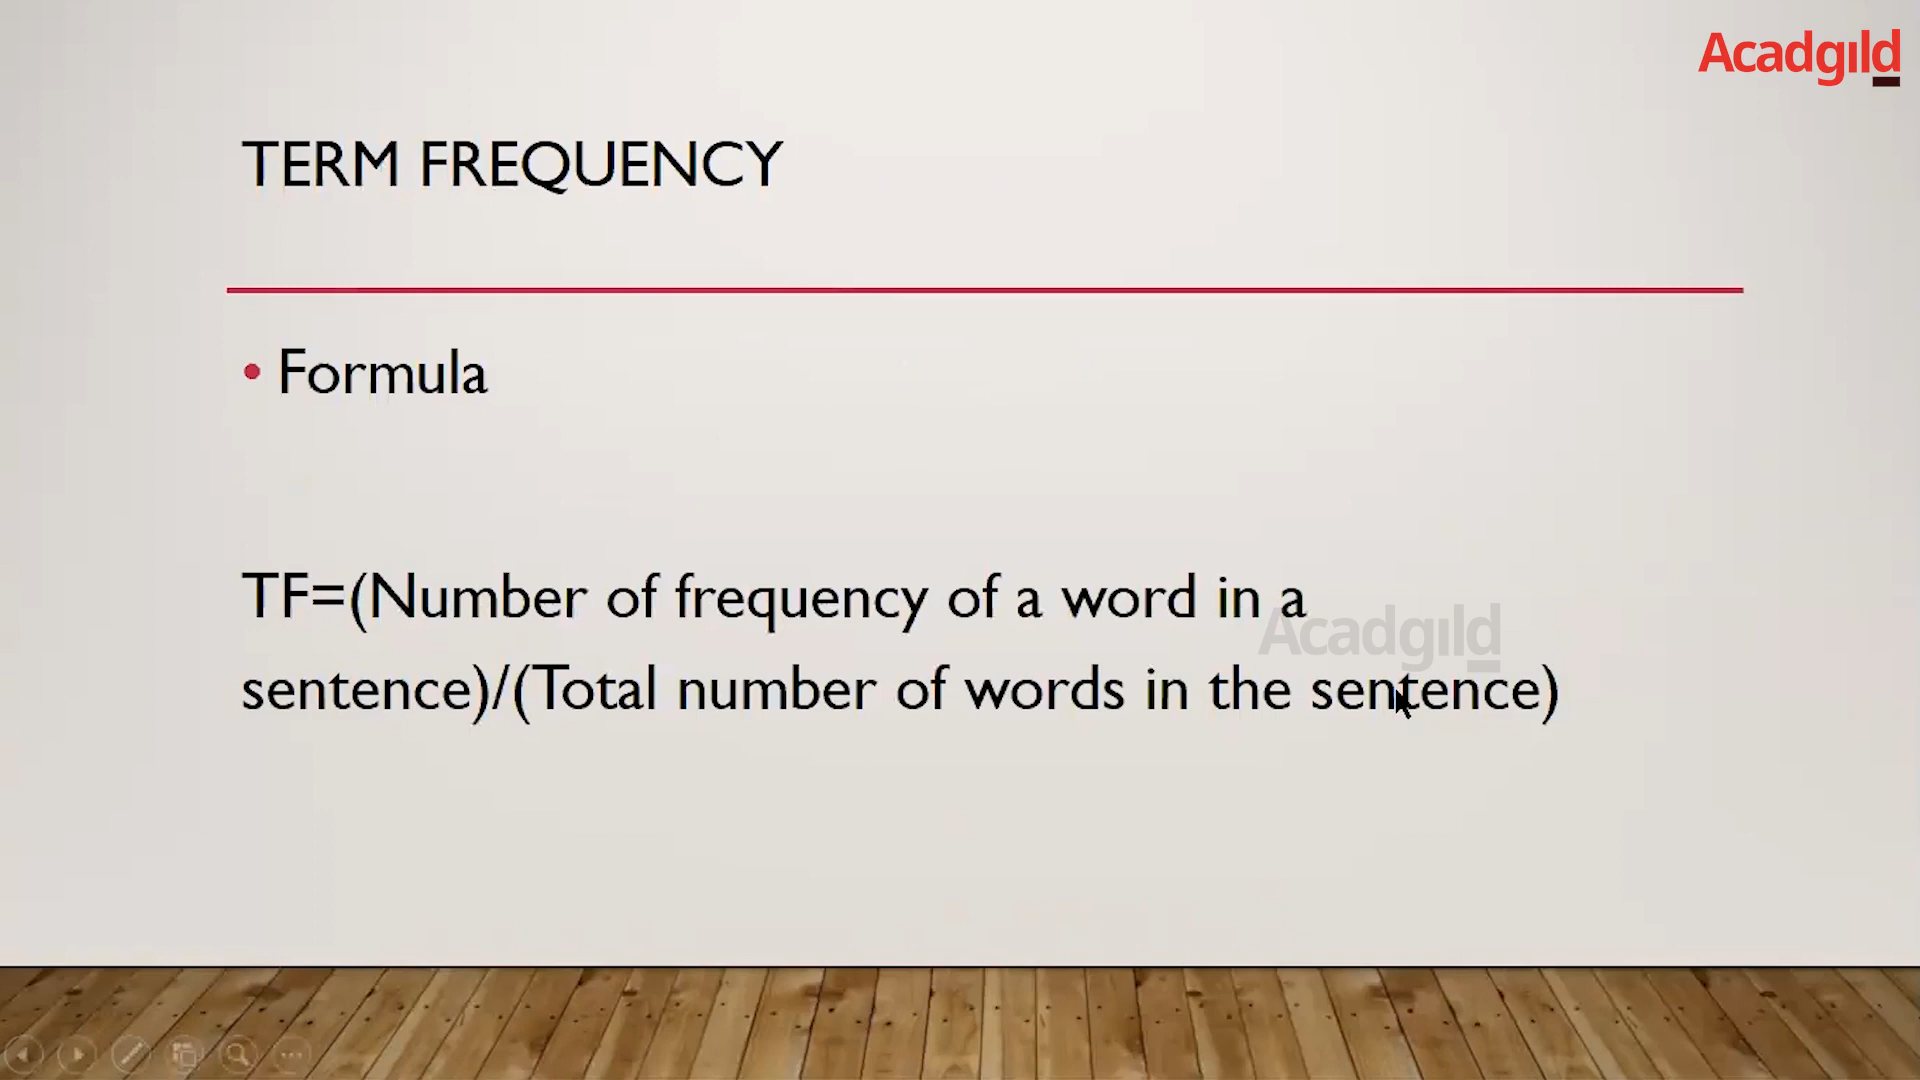 Acadgild
TERM FREQUENCY
• Formula
TF=(Number of frequency of a word in a
Acadgild
sentence)/(Total number of words in the sentence)